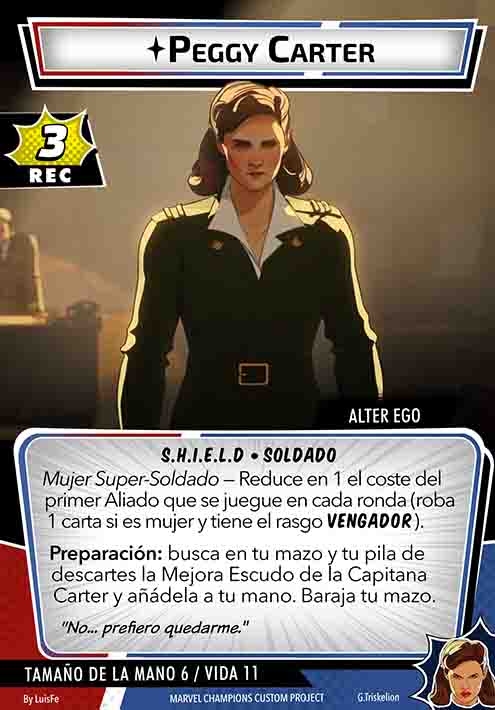 PEGGY CARTER
3
REC
ALTER EGO
S.H.I.E.L.D • SOLDADO
Mujer Super-Soldado – Reduce en 1 el coste del
primer Aliado que se juegue en cada ronda (roba
1 carta si es mujer y tiene el rasgo VENGADOR).
Preparación: busca en tu mazo y tu pila de
descartes la Mejora Escudo de la Capitana
Carter y añádela a tu mano. Baraja tu mazo.
"No... prefiero quedarme."
TAMAÑO DE LA MANO 6 / VIDA 11
By LuisFe MARVEL CHAMPIONS CUSTOM PROJECT G.Triskelion